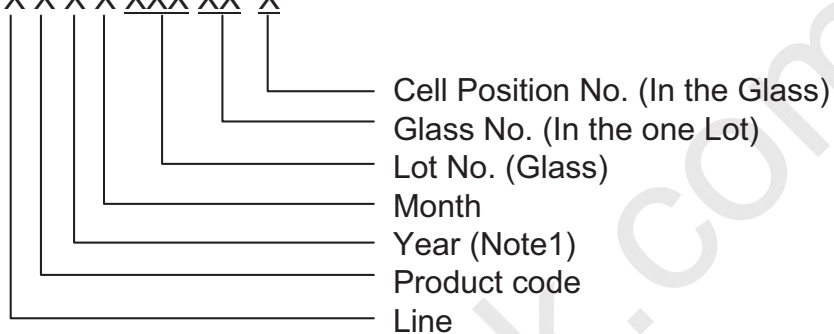 X X X X XXX XX X
Cell Position No. (In the Glass)
Glass No. (In the one Lot)
Lot No. (Glass)
Month
Year (Note1)
Product code
Line